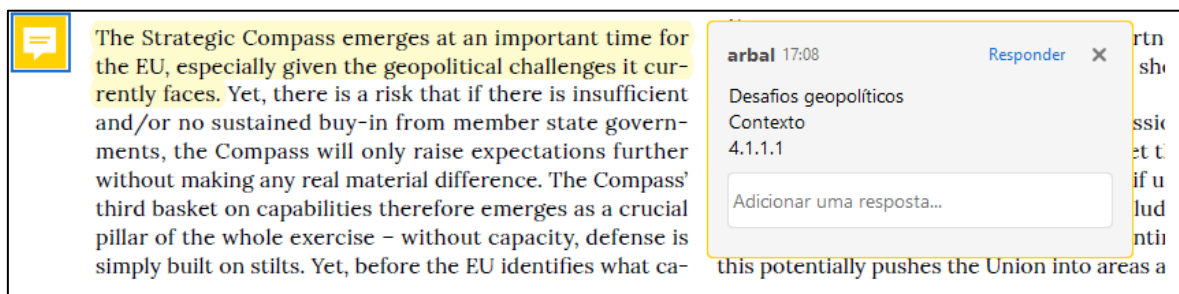 The Strategic Compass emerges at an important time for
the EU, especially given the geopolitical challenges it cur-
rently faces. Yet, there is a risk that if there is insufficient
and/or no sustained buy-in from member state govern-
ments, the Compass will only raise expectations further
without making any real material difference. The Compass'
third basket on capabilities therefore emerges as a crucial
pillar of the whole exercise – without capacity, defense is
simply built on stilts. Yet, before the EU identifies what ca-
arbal 17:08 Responder
Desafios geopolíticos
Contexto
4.1.1.1
Adicionar uma resposta...
this potentially pushes the Union into areas a